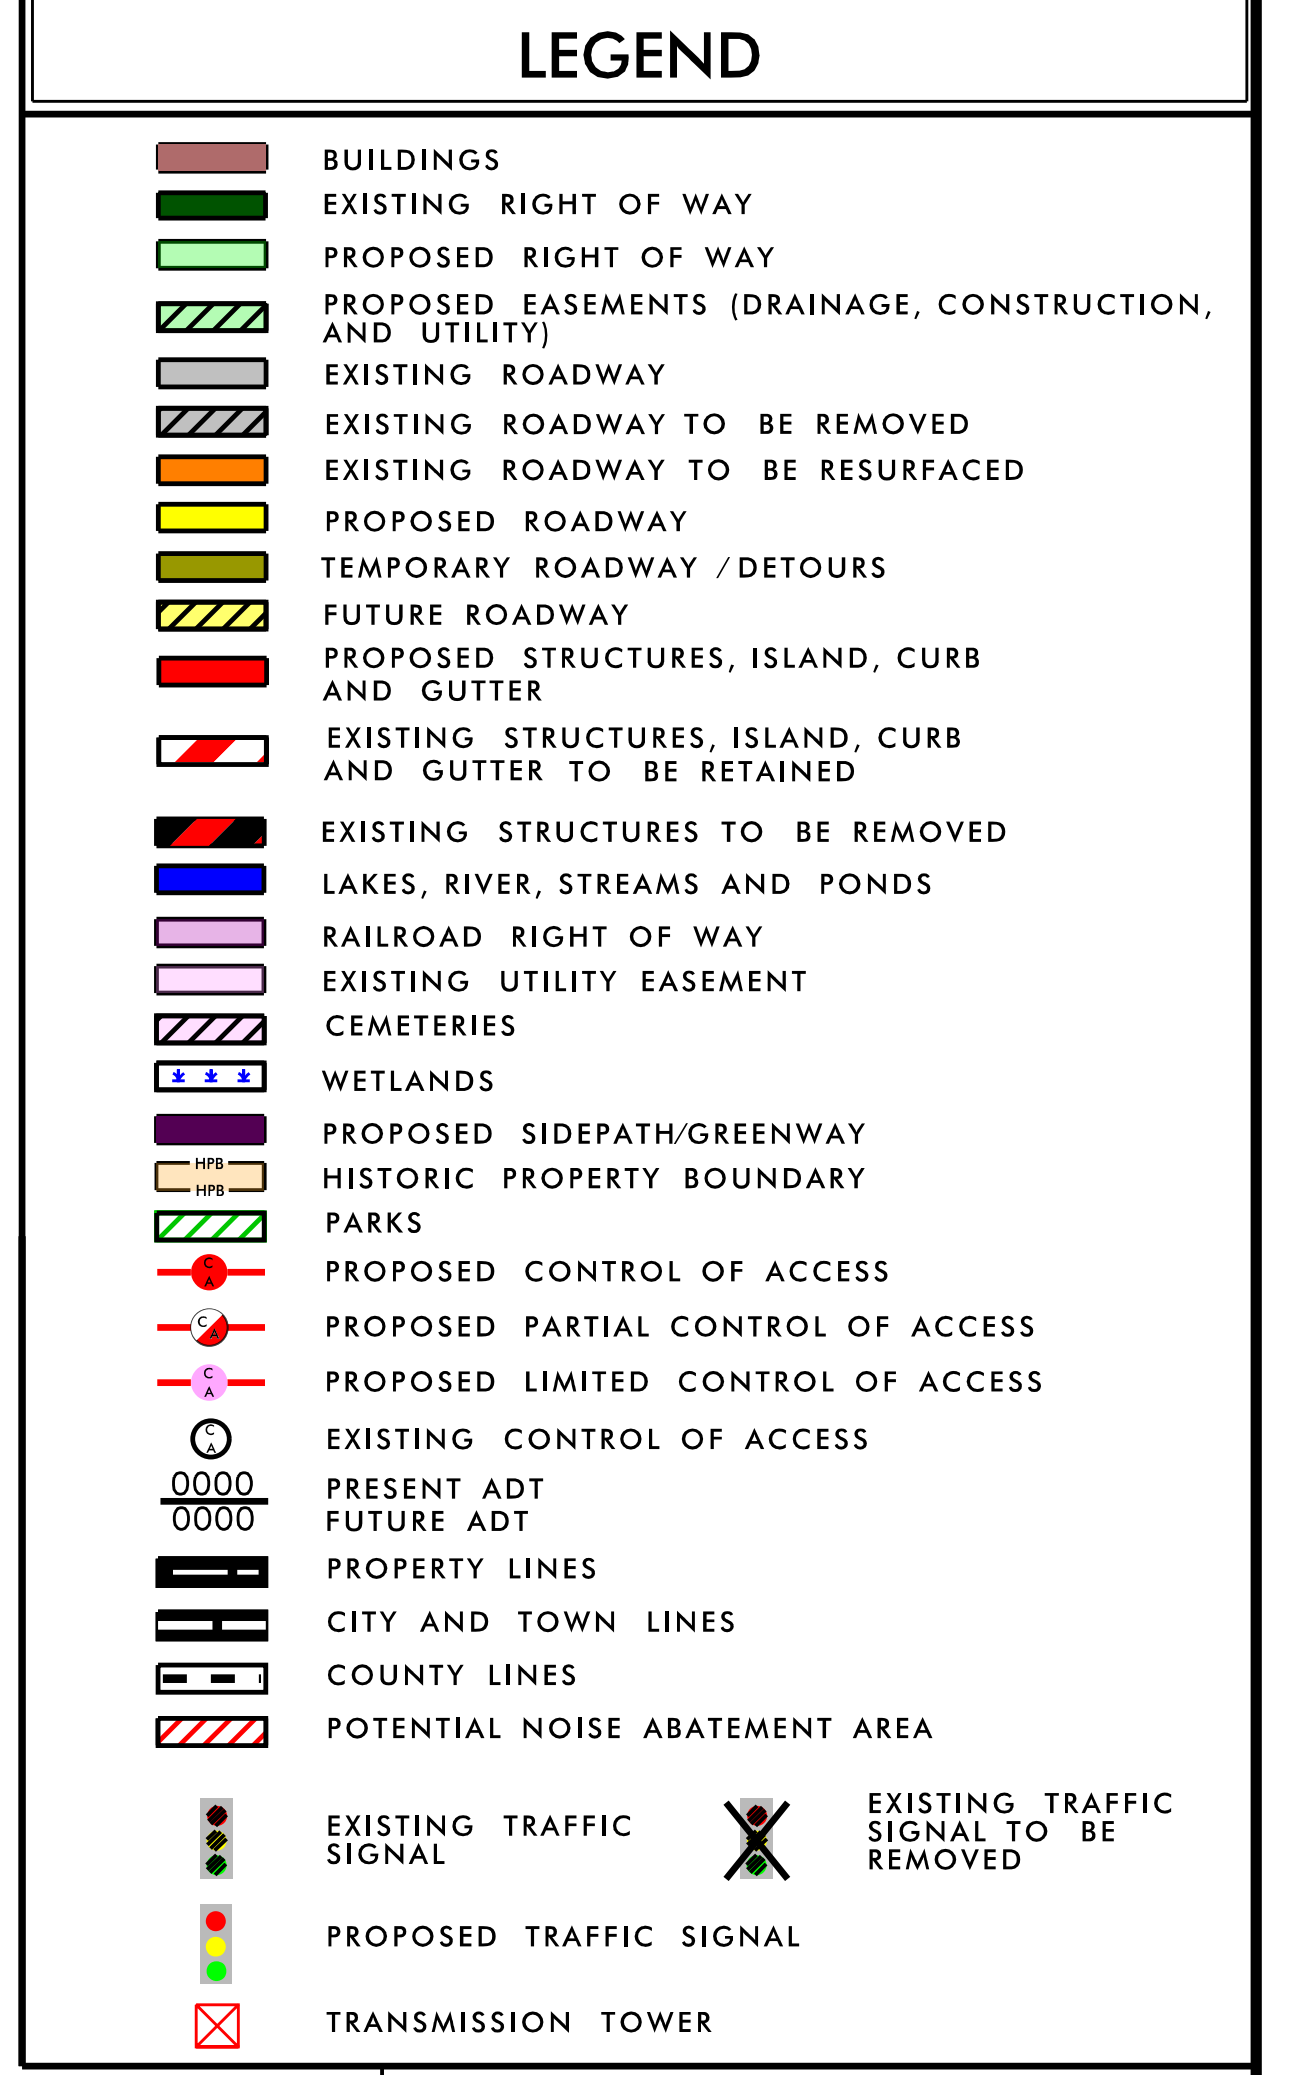 LEGEND
BUILDINGS
EXISTING RIGHT OF WAY
PROPOSED RIGHT OF WAY
PROPOSED EASEMENTS (DRAINAGE, CONSTRUCTION,
AND UTILITY)
EXISTING ROADWAY
EXISTING ROADWAY TO BE REMOVED
EXISTING ROADWAY TO BE RESURFACED
PROPOSED ROADWAY
TEMPORARY ROADWAY / DETOURS
FUTURE ROADWAY
PROPOSED STRUCTURES, ISLAND, CURB
AND GUTTER
EXISTING STRUCTURES, ISLAND, CURB
AND GUTTER TO BE RETAINED
EXISTING STRUCTURES TO BE REMOVED
LAKES, RIVER, STREAMS AND PONDS
RAILROAD RIGHT OF WAY
EXISTING UTILITY EASEMENT
CEMETERIES
WETLANDS
PROPOSED SIDEPATH/GREENWAY
HPB
HPB
HISTORIC PROPERTY BOUNDARY
PARKS
C
A
PROPOSED CONTROL OF ACCESS
C
A
PROPOSED PARTIAL CONTROL OF ACCESS
C
A
PROPOSED LIMITED CONTROL OF ACCESS
C
A
EXISTING CONTROL OF ACCESS
0000
0000
PRESENT ADT
FUTURE ADT
PROPERTY LINES
CITY AND TOWN LINES
COUNTY LINES
POTENTIAL NOISE ABATEMENT AREA
EXISTING TRAFFIC
SIGNAL
EXISTING TRAFFIC
SIGNAL TO BE
REMOVED
PROPOSED TRAFFIC SIGNAL
TRANSMISSION TOWER